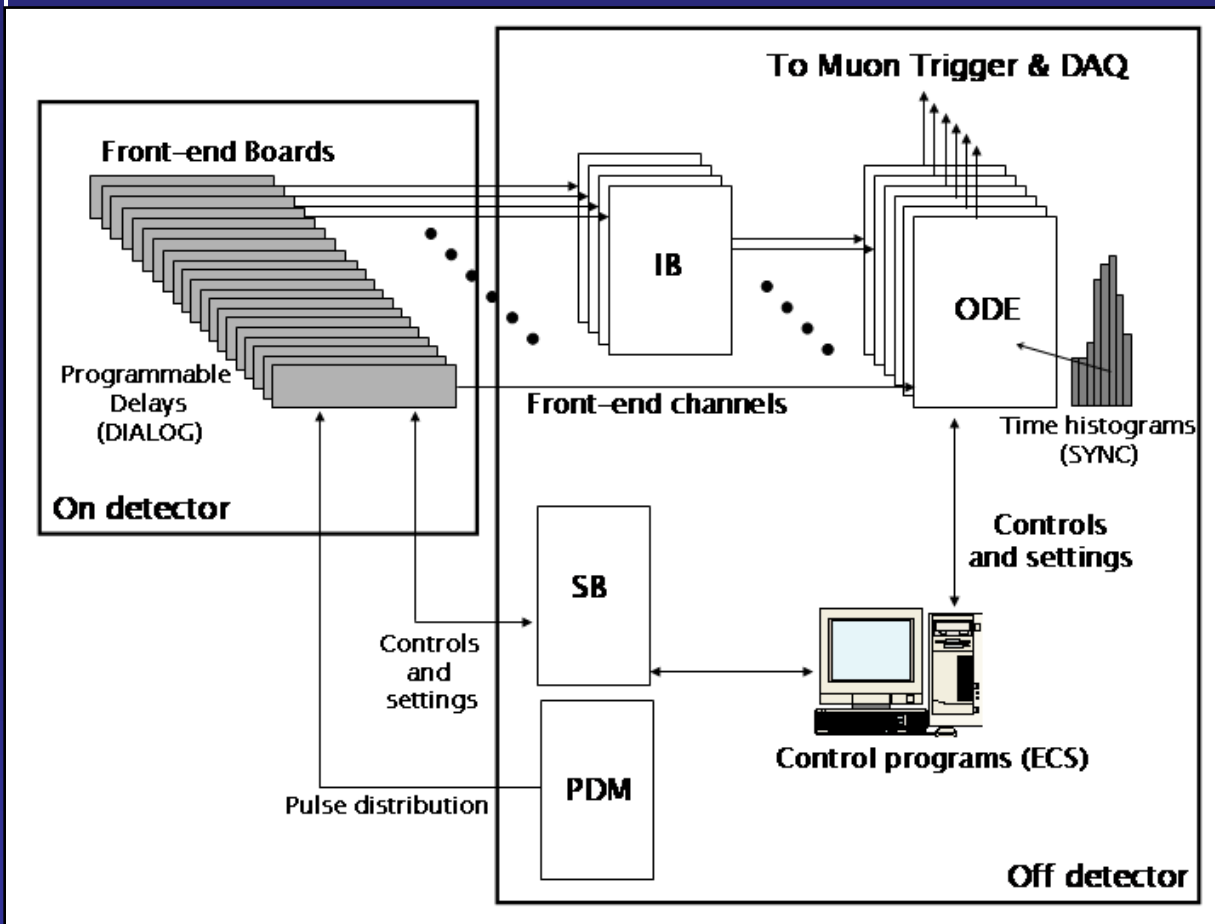 To Muon Trigger & DAQ
Front-end Boards
IB
ODE
Programmable
Delays
(DIALOG)
Front-end channels
Time histograms
(SYNC)
On detector
Controls
and settings
SB
Controls
and
settings
Control programs (ECS)
PDM
Pulse distribution
Off detector